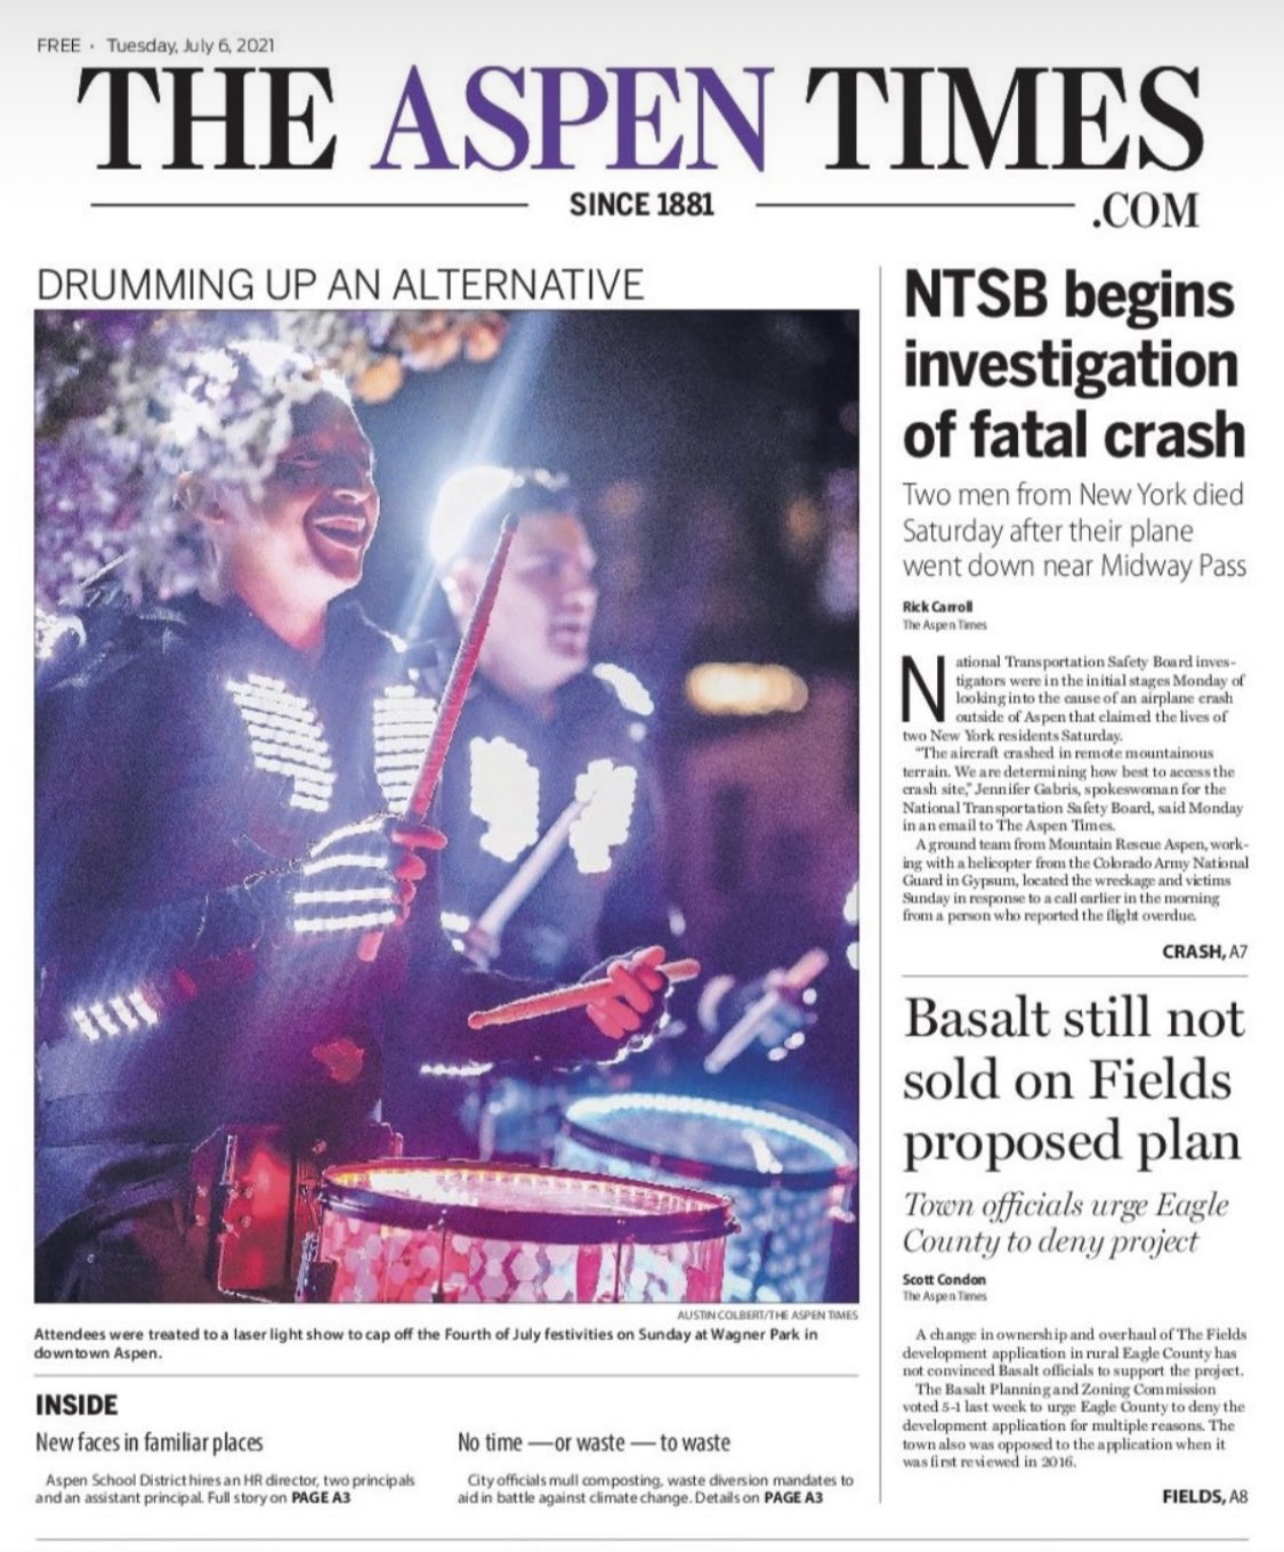 FREE · Tuesday, July 6, 2021
THE ASPEN TIMES
SINCE 1881
.COM
DRUMMING UP AN ALTERNATIVE
AUSTIN COLBERT/THE ASPEN TIMES
Attendees were treated to a laser light show to cap off the Fourth of July festivities on Sunday at Wagner Park in
downtown Aspen.
INSIDE
New faces in familiar places
Aspen School District hires an HR director, two principals
and an assistant principal. Full story on PAGE A3
No time — or waste — to waste
City officials mull composting, waste diversion mandates to
aid in battle against climate change. Details on PAGE A3
NTSB begins
investigation
of fatal crash
Two men from New York died
Saturday after their plane
went down near Midway Pass
Rick Carroll
The Aspen Times
National Transportation Safety Board inves-
tigators were in the initial stages Monday of
looking into the cause of an airplane crash
outside of Aspen that claimed the lives of
two New York residents Saturday.
"The aircraft crashed in remote mountainous
terrain. We are determining how best to access the
crash site," Jennifer Gabris, spokeswoman for the
National Transportation Safety Board, said Monday
in an email to The Aspen Times.
A ground team from Mountain Rescue Aspen, work-
ing with a helicopter from the Colorado Army National
Guard in Gypsum, located the wreckage and victims
Sunday in response to a call earlier in the morning
from a person who reported the flight overdue.
CRASH, A7
Basalt still not
sold on Fields
proposed plan
Town officials urge Eagle
County to deny project
Scott Condon
The Aspen Times
A change in ownership and overhaul of The Fields
development application in rural Eagle County has
not convinced Basalt officials to support the project.
The Basalt Planning and Zoning Commission
voted 5-1 last week to urge Eagle County to deny the
development application for multiple reasons. The
town also was opposed to the application when it
was first reviewed in 2016.
FIELDS, A8